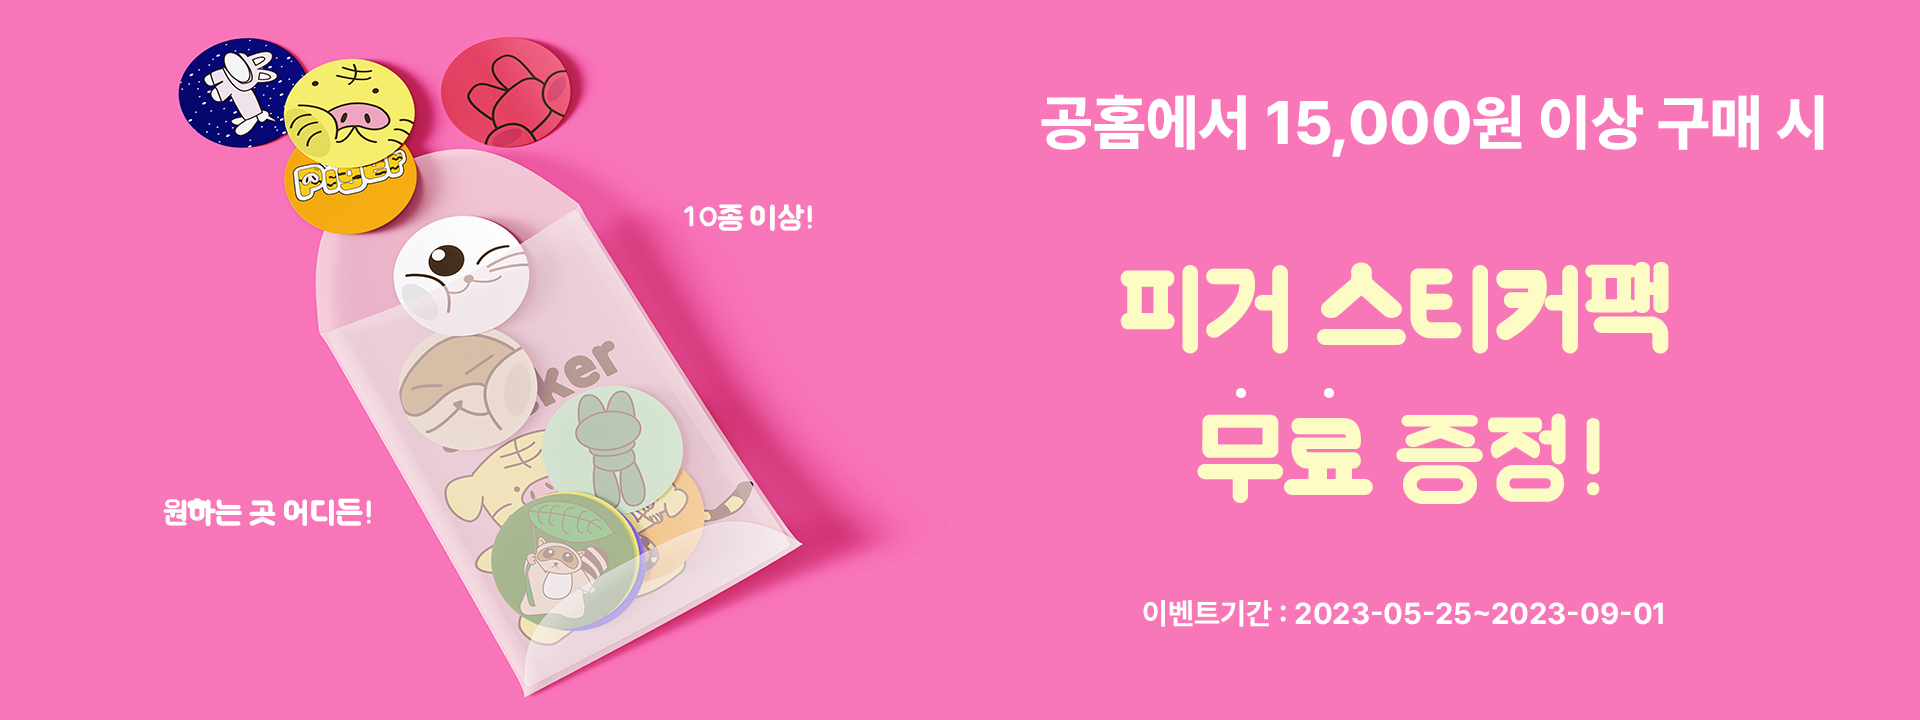 공홈에서 15,000원 이상 구매 시
Piger
10종 이상!
피거 스티커팩
무료 증정!
원하는 곳 어디든!
이벤트기간 : 2023-05-25~2023-09-01